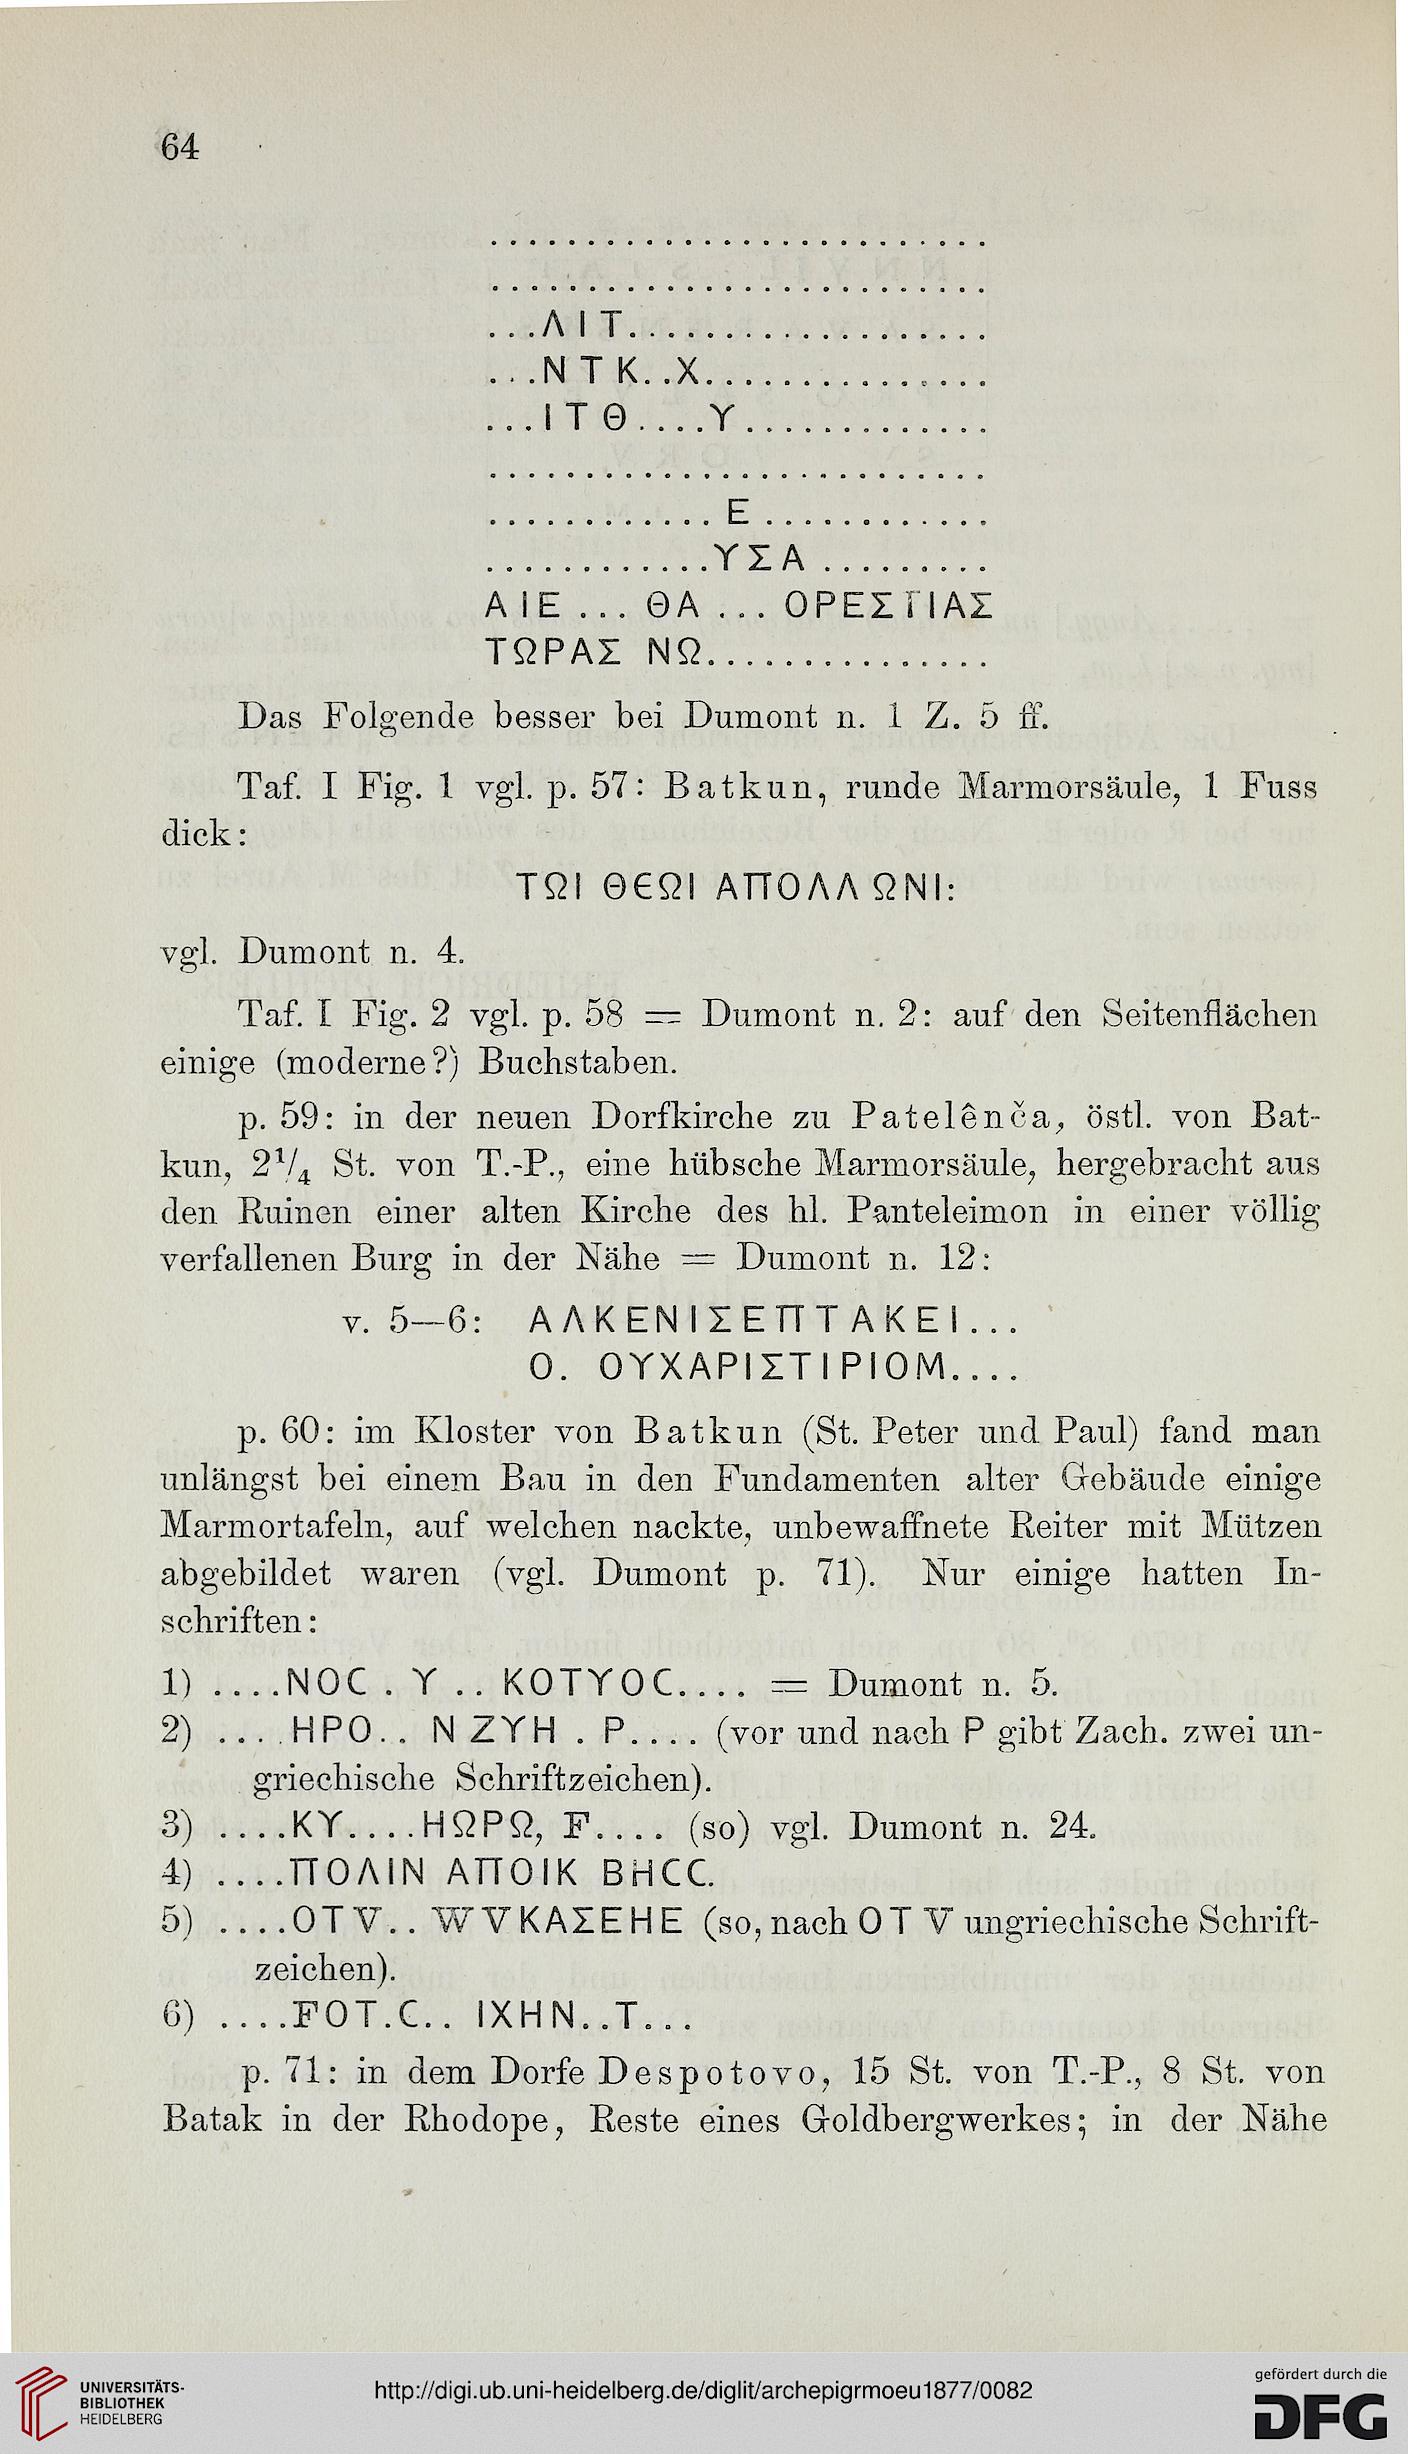 64
...........................
...........................
...ΛΙΤ...................
...ΝΤΚ..Χ...............
...ΙΤΘ....Υ.............
...........................
............Ε............
............ΥΣΑ.........
ΑΙΕ ... ΘΑ ... ΟΡΕΣΤΙΑΣ
ΤΩΡΑΣ ΝΩ................
Das Folgende besser bei Dumont n. 1 Z. 5 ff.
Taf. I Fig. 1 vgl. p. 57: Batkun, runde Marmorsäule, 1 Fuss
dick:
ΤΩΙ ΘЄΩΙ ΑΠΟΛΛΩΝΙ:
vgl. Dumont n. 4.
Taf. I Fig. 2 vgl. p. 58 = Dumont n. 2: auf den Seitenflächen
einige (moderne?) Buchstaben.
p. 59: in der neuen Dorfkirche zu Patelênča, östl. von Bat-
kun, 2¼ St. von T.-P., eine hübsche Marmorsäule, hergebracht aus
den Ruinen einer alten Kirche des hl. Panteleimon in einer völlig
verfallenen Burg in der Nähe = Dumont n. 12:
v. 5—6: ΑΛΚΕΝΙΣΕΠΤΑΚΕΙ...
Ο. ΟΥΧΑΡΙΣΤΙΡΙΟΜ....
p. 60: im Kloster von Batkun (St. Peter und Paul) fand man
unlängst bei einem Bau in den Fundamenten alter Gebäude einige
Marmortafeln, auf welchen nackte, unbewaffnete Reiter mit Mützen
abgebildet waren (vgl. Dumont p. 71). Nur einige hatten In-
schriften:
1) ....ΝΟC . Υ .. ΚΟΤΥΟC.... = Dumont n. 5.
2) ....ΗΡΟ.. Ν ΖΥΗ . Ρ.... (vor und nach Ρ gibt Zach. zwei un-
griechische Schriftzeichen).
3) ....ΚΥ....ΗΩΡΩ, F.... (so) vgl. Dumont n. 24.
4) ....ΠΟΛΙΝ ΑΠΟΙΚ ΒΗCC.
5) ....ΟΤV..WVΚΑΣΕΗΕ (so, nach ΟΤ V ungriechische Schrift-
zeichen).
6) ....FΟΤ.C.. ΙΧΗΝ..Τ...
p. 71: in dem Dorfe Despotovo, 15 St. von T.-P., 8 St. von
Batak in der Rhodope, Reste eines Goldbergwerkes; in der Nähe
UNIVERSITÄTS-
BIBLIOTHEK
HEIDELBERG
http://digi.ub.uni-heidelberg.de/diglit/archepigrmoeu1877/0082
gefördert durch die
DFG